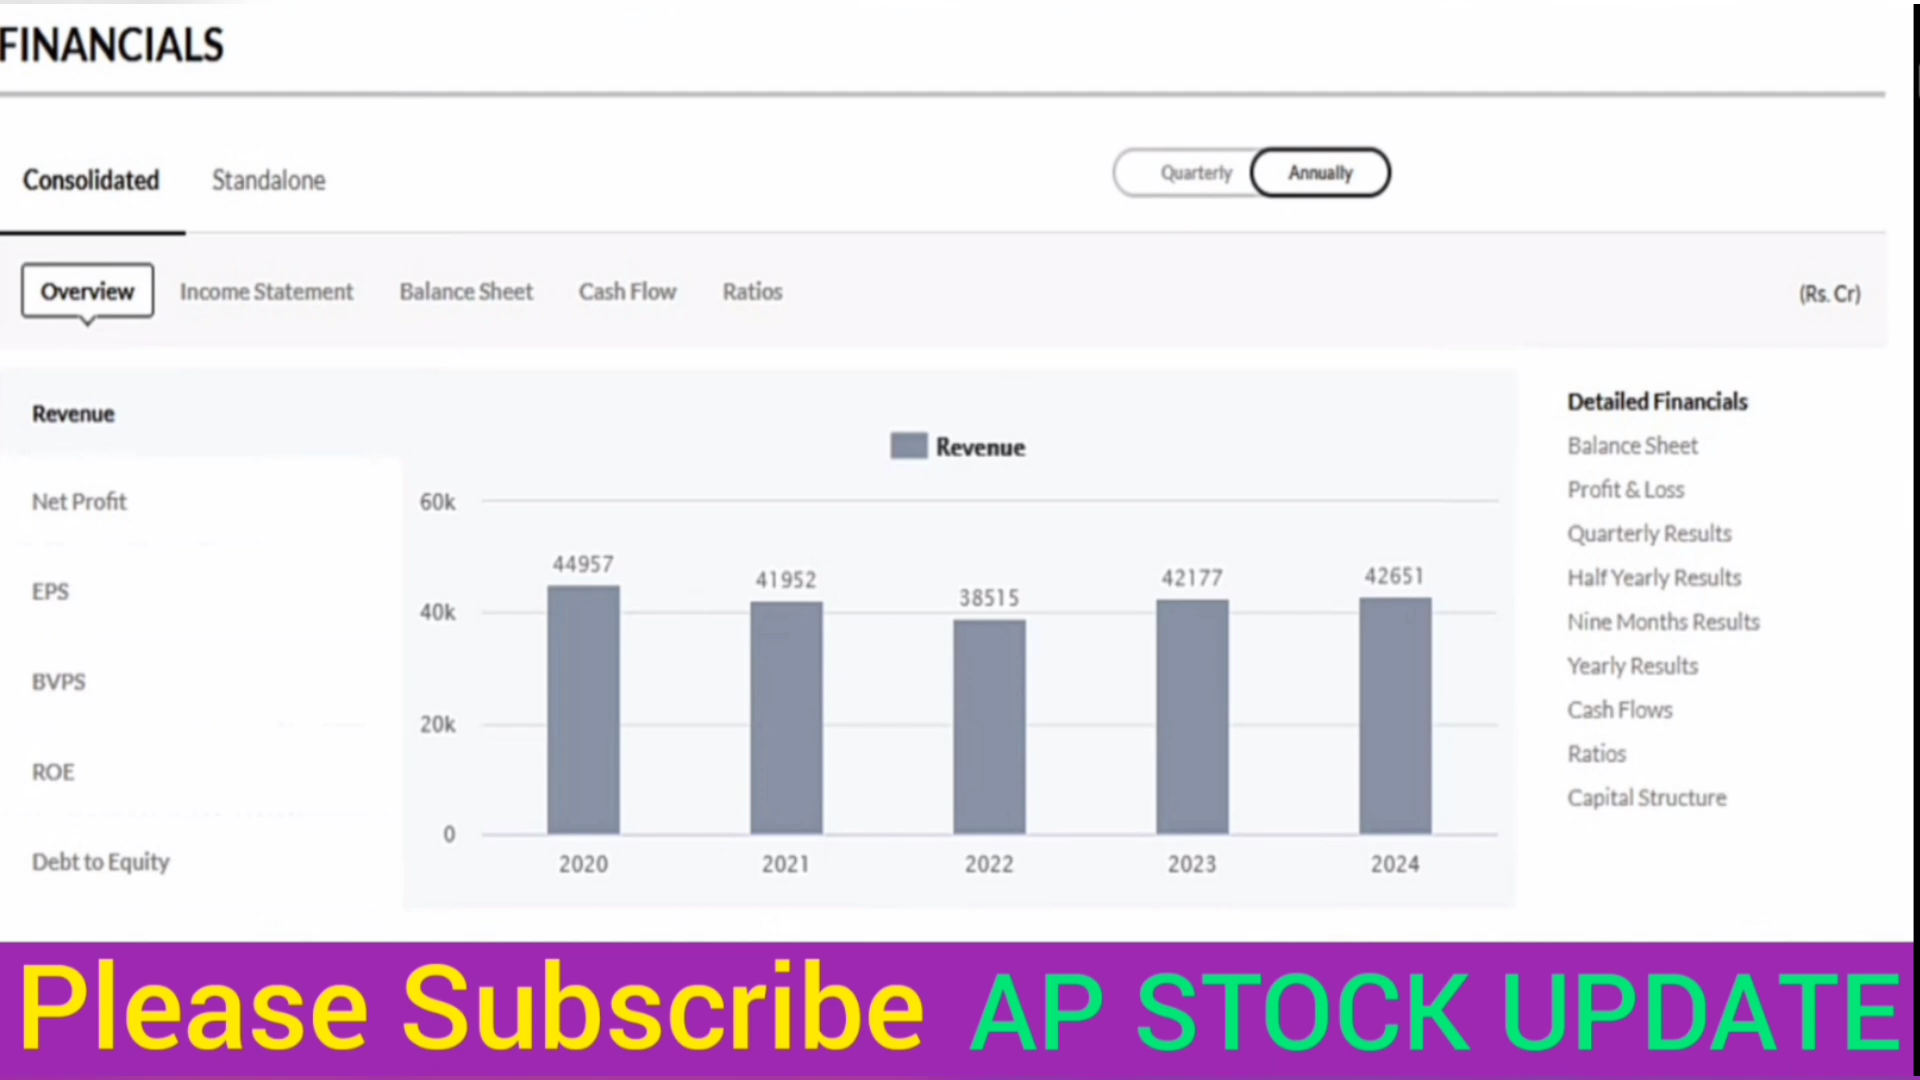 FINANCIALS
Consolidated Standalone
Quarterly Annually
Overview Income Statement Balance Sheet Cash Flow Ratios (Rs. Cr)
Revenue
Net Profit
EPS
BVPS
ROE
Debt to Equity
Revenue
60k
40k
20k
0
44957 41952 38515 42177 42651
2020 2021 2022 2023 2024
Detailed Financials
Balance Sheet
Profit & Loss
Quarterly Results
Half Yearly Results
Nine Months Results
Yearly Results
Cash Flows
Ratios
Capital Structure
Please Subscribe AP STOCK UPDATE